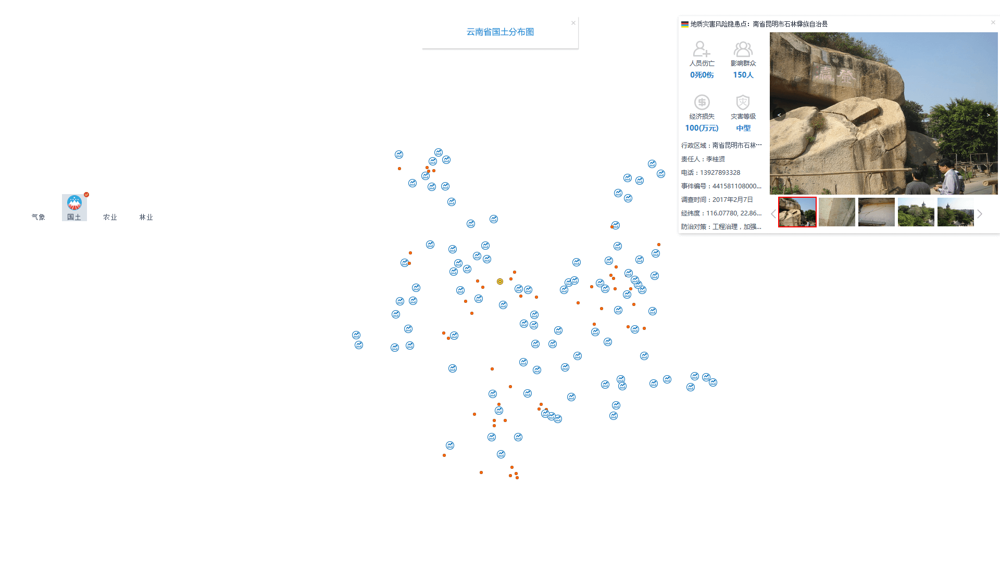 云南省国土分布图
气象
国土
农业
林业
地质灾害风险隐患点：南省昆明市石林彝族自治县
人员伤亡
0死0伤
影响群众
150人
经济损失
100(万元)
灾
灾害等级
中型
行政区域：南省昆明市石林…
责任人：李桂贤
电话：13927893328
事件编号：441581108000...
调查时间：2017年2月7日
经纬度：116.07780, 22.86...
防治对策：工程治理，加强...
登